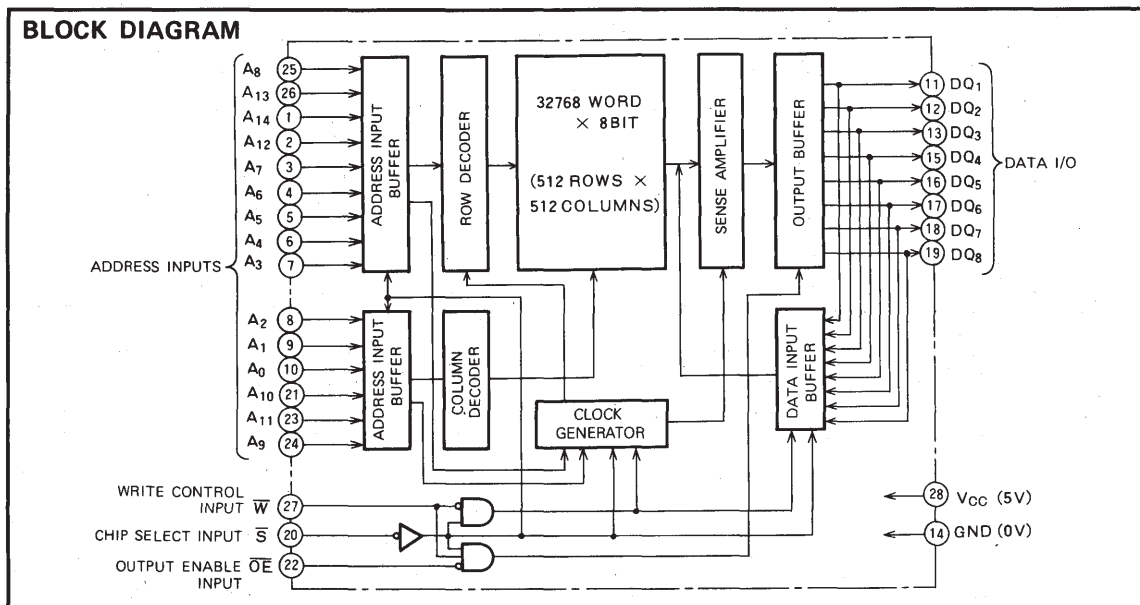 BLOCK DIAGRAM
ADDRESS INPUTS
A8 25
A13 26
A14 1
A12 2
A7 3
A6 4
A5 5
A4 6
A3 7
A2 8
A1 9
A0 10
A10 21
A11 23
A9 24
ADDRESS INPUT
BUFFER
ROW DECODER
32768 WORD
× 8BIT
(512 ROWS ×
512 COLUMNS)
SENSE AMPLIFIER
OUTPUT BUFFER
11 DQ1
12 DQ2
13 DQ3
15 DQ4
16 DQ5
17 DQ6
18 DQ7
19 DQ8
DATA I/O
ADDRESS INPUT
BUFFER
COLUMN
DECODER
CLOCK
GENERATOR
DATA INPUT
BUFFER
WRITE CONTROL
INPUT W̅ 27
CHIP SELECT INPUT S̅ 20
OUTPUT ENABLE O̅E̅
INPUT 22
28 VCC (5V)
14 GND (0V)